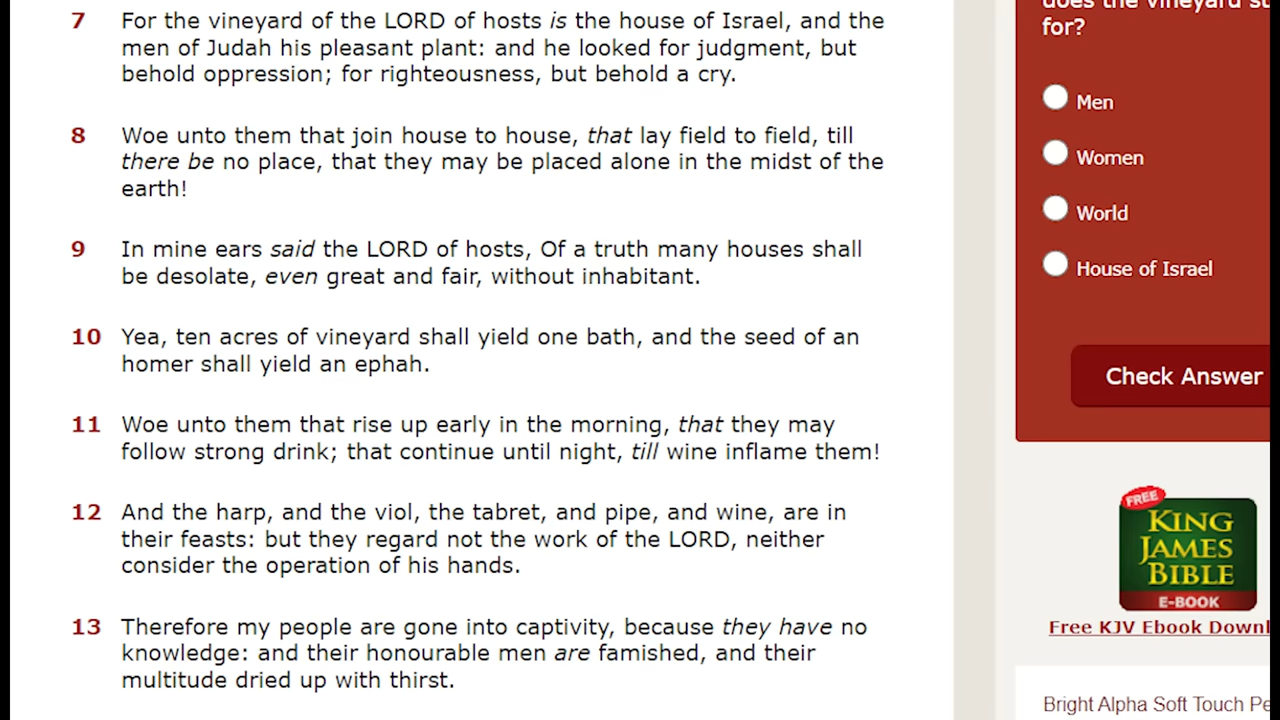 7 For the vineyard of the LORD of hosts is the house of Israel, and the
men of Judah his pleasant plant: and he looked for judgment, but
behold oppression; for righteousness, but behold a cry.
8 Woe unto them that join house to house, that lay field to field, till
there be no place, that they may be placed alone in the midst of the
earth!
9 In mine ears said the LORD of hosts, Of a truth many houses shall
be desolate, even great and fair, without inhabitant.
10 Yea, ten acres of vineyard shall yield one bath, and the seed of an
homer shall yield an ephah.
11 Woe unto them that rise up early in the morning, that they may
follow strong drink; that continue until night, till wine inflame them!
12 And the harp, and the viol, the tabret, and pipe, and wine, are in
their feasts: but they regard not the work of the LORD, neither
consider the operation of his hands.
13 Therefore my people are gone into captivity, because they have no
knowledge: and their honourable men are famished, and their
multitude dried up with thirst.
does the vineyard st
for?
Men
Women
World
House of Israel
Check Answer
FREE
KING
JAMES
BIBLE
E-BOOK
Free KJV Ebook Downl
Bright Alpha Soft Touch Pe